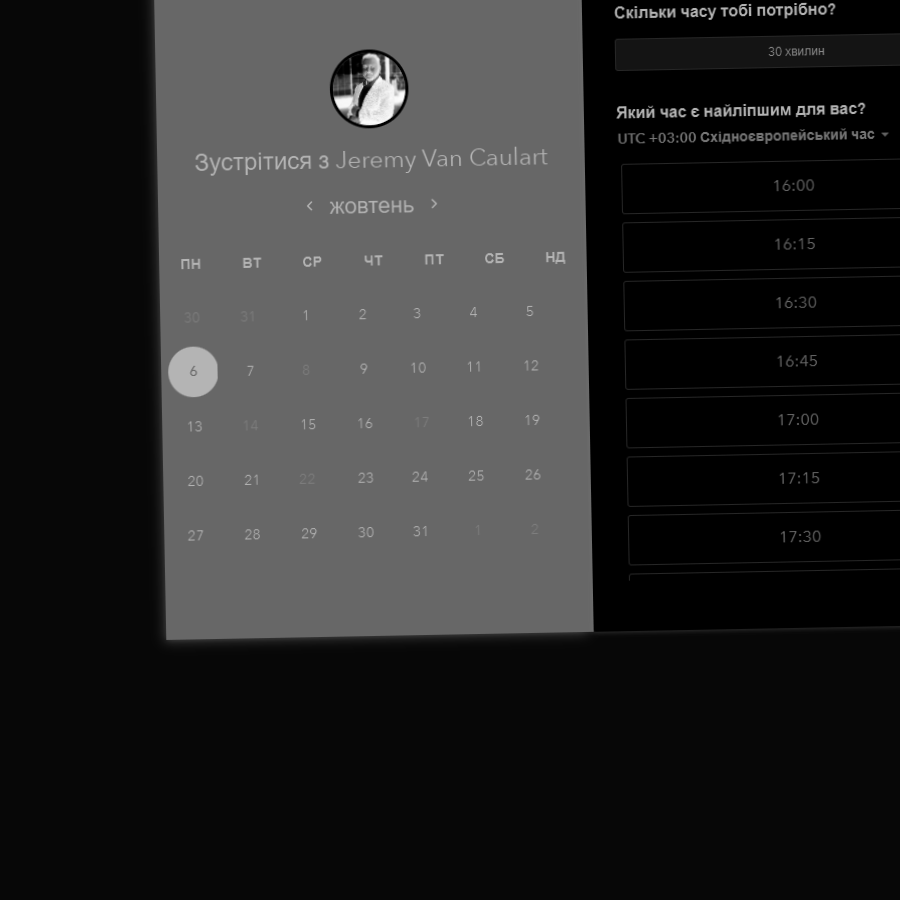 Зустрітися з Jeremy Van Caulart
‹ жовтень ›
ПН ВТ СР ЧТ ПТ СБ НД
30 31 1 2 3 4 5
6 7 8 9 10 11 12
13 14 15 16 17 18 19
20 21 22 23 24 25 26
27 28 29 30 31 1 2
Скільки часу тобі потрібно?
30 хвилин
Який час є найліпшим для вас?
UTC +03:00 Східноєвропейський час
16:00
16:15
16:30
16:45
17:00
17:15
17:30